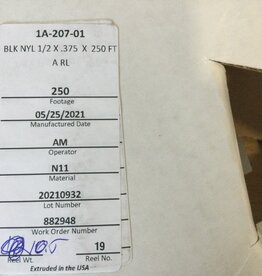 1A-207-01
BLK NYL 1/2 X .375 X 250 FT
A RL
250
Footage
05/25/2021
Manufactured Date
AM
Operator
N11
Material
20210932
Lot Number
882948
Work Order Number
10.5 19
Reel Wt. Reel No.
Extruded in the USA